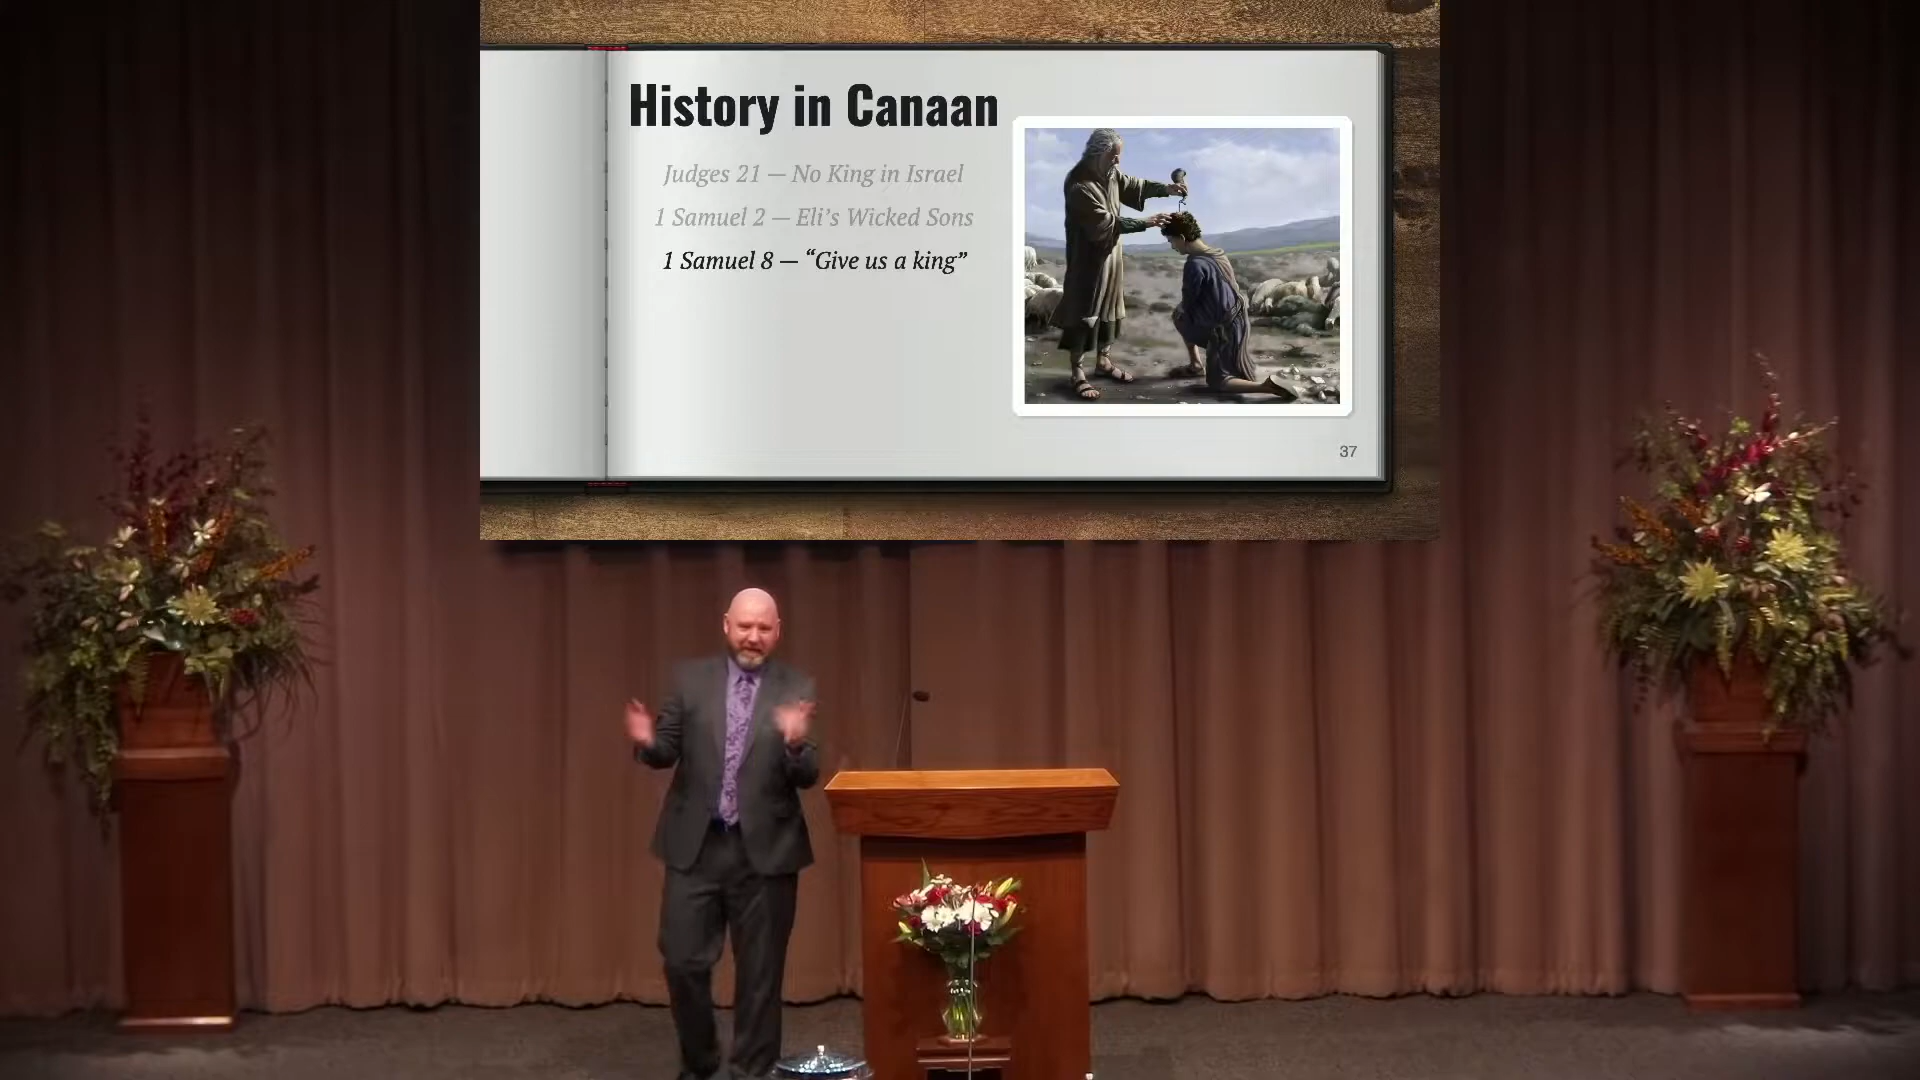 History in Canaan
Judges 21 — No King in Israel
1 Samuel 2 — Eli’s Wicked Sons
1 Samuel 8 — “Give us a king”
37